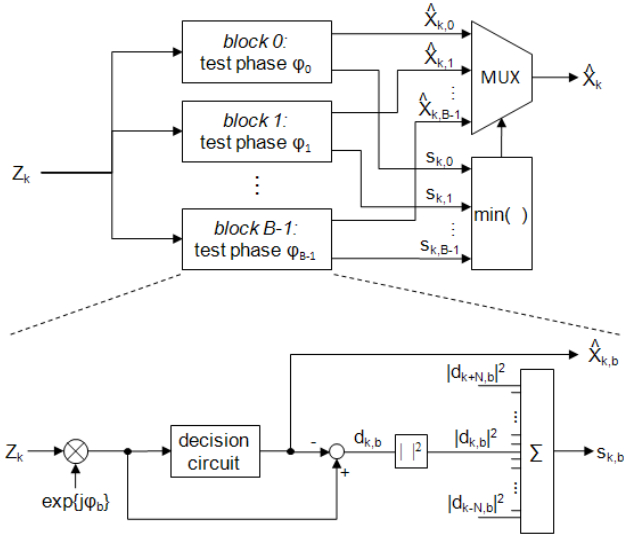 block 0:
test phase φ₀
X̂ₖ,₀
X̂ₖ,₁
⋮
X̂ₖ,B-1
MUX
X̂ₖ
block 1:
test phase φ₁
Zₖ
⋮
sₖ,₀
sₖ,₁
⋮
sₖ,B-1
min( )
block B-1:
test phase φB-1
X̂ₖ,b
|dₖ+N,b|²
⋮
Zₖ
decision
circuit
-
+
dₖ,b
| |²
|dₖ,b|²
Σ
sₖ,b
exp{jφb}
⋮
|dₖ-N,b|²